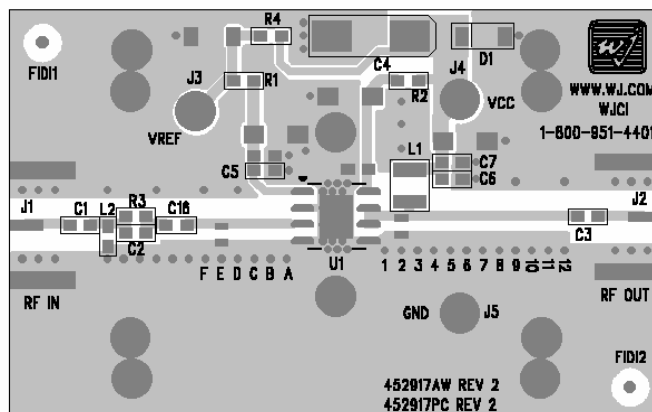 R4
C4
D1
FIDI1
J3
R1
R2
J4
WWW.WJ.COM
WJCI
1-800-951-4401
VREF
VCC
C5
L1
C7
C6
J1
C1
L2
R3
C2
C16
J2
C3
F E D C B A
U1
1 2 3 4 5 6 7 8 9 10 11 12
RF IN
RF OUT
GND
J5
FIDI2
452917AW REV 2
452917PC REV 2